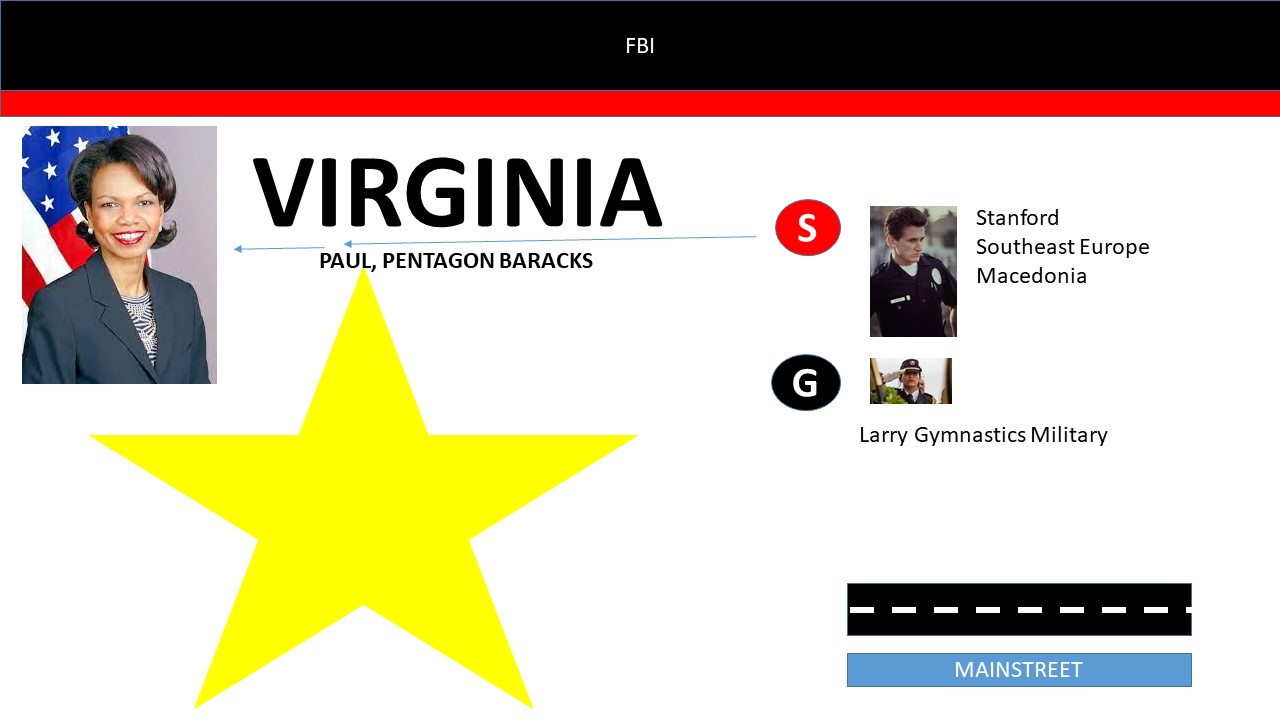 FBI
VIRGINIA
PAUL, PENTAGON BARACKS
S
Stanford
Southeast Europe
Macedonia
G
Larry Gymnastics Military
MAINSTREET